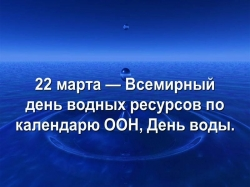 22 марта — Всемирный
день водных ресурсов по
календарю ООН, День воды.